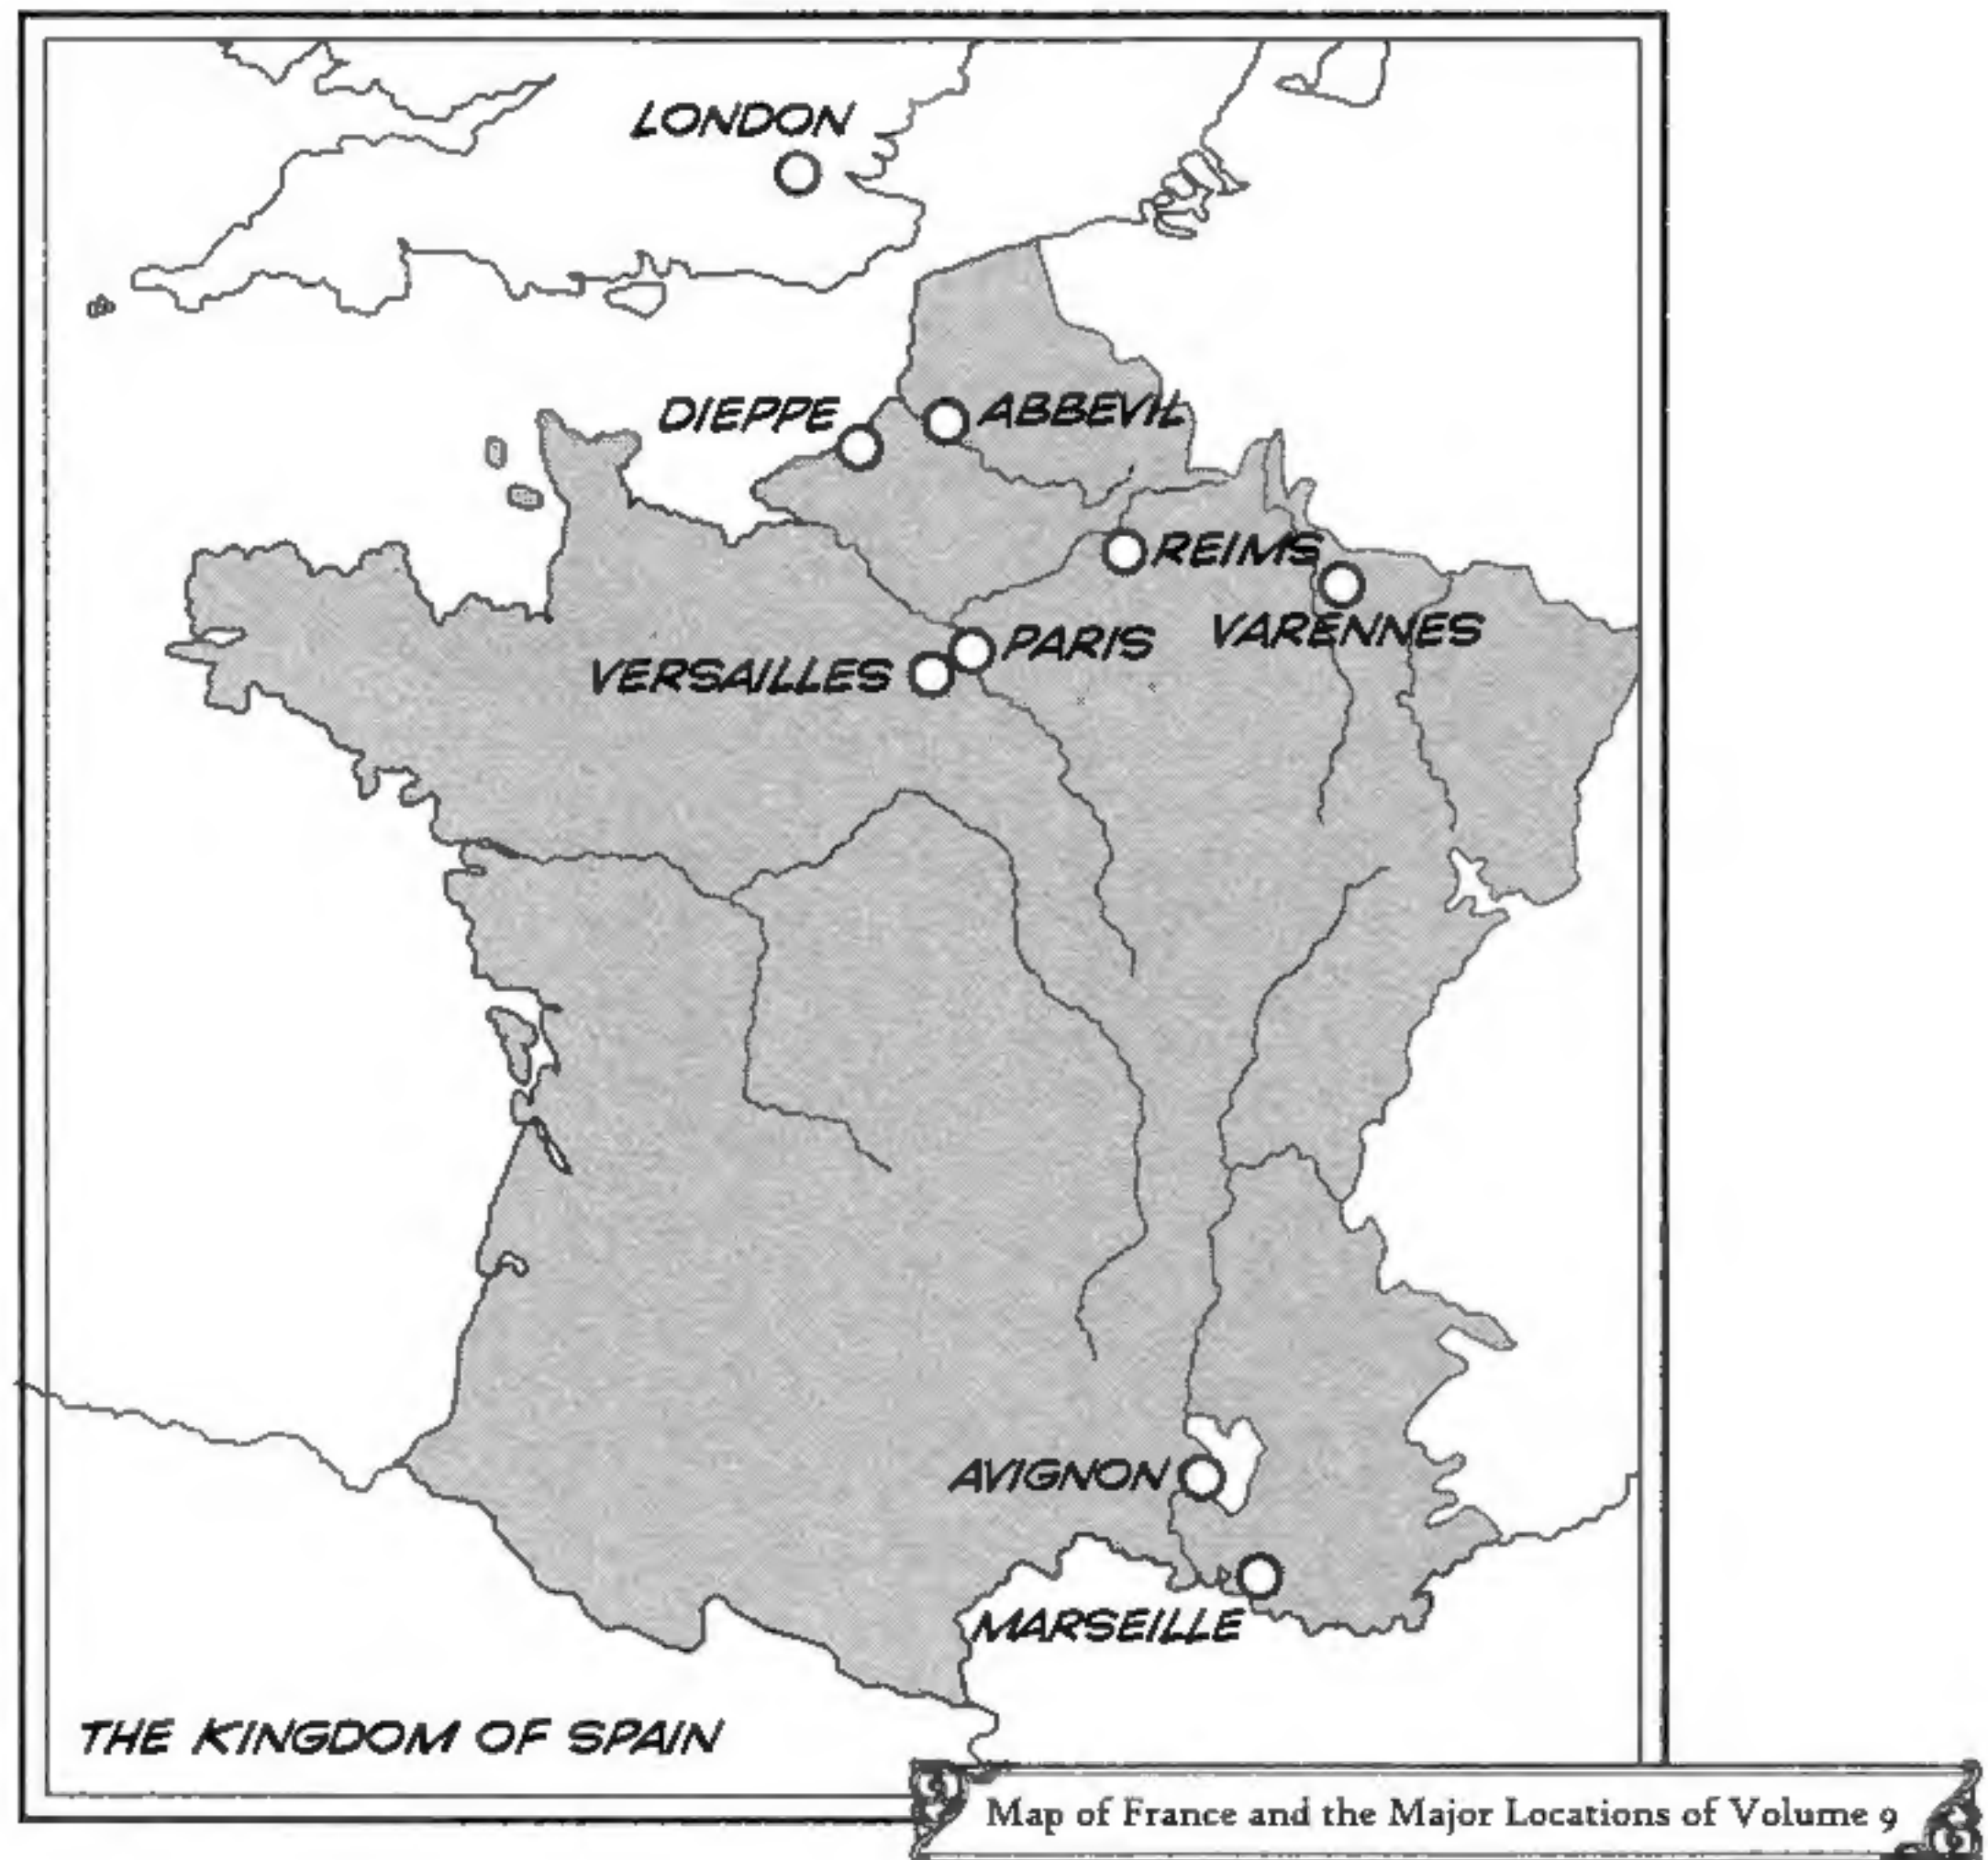 LONDON
DIEPPE
ABBEVIL
REIMS
VARENNES
PARIS
VERSAILLES
AVIGNON
MARSEILLE
THE KINGDOM OF SPAIN
Map of France and the Major Locations of Volume 9